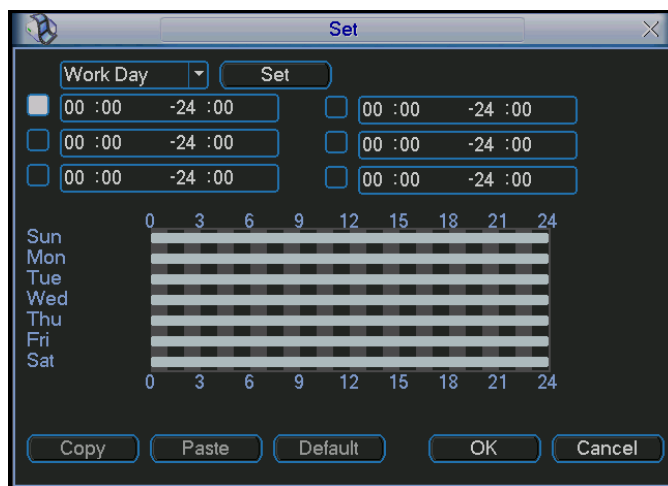 Set
Work Day Set
00 :00 -24 :00 00 :00 -24 :00
00 :00 -24 :00 00 :00 -24 :00
00 :00 -24 :00 00 :00 -24 :00
0 3 6 9 12 15 18 21 24
Sun
Mon
Tue
Wed
Thu
Fri
Sat
0 3 6 9 12 15 18 21 24
Copy Paste Default OK Cancel